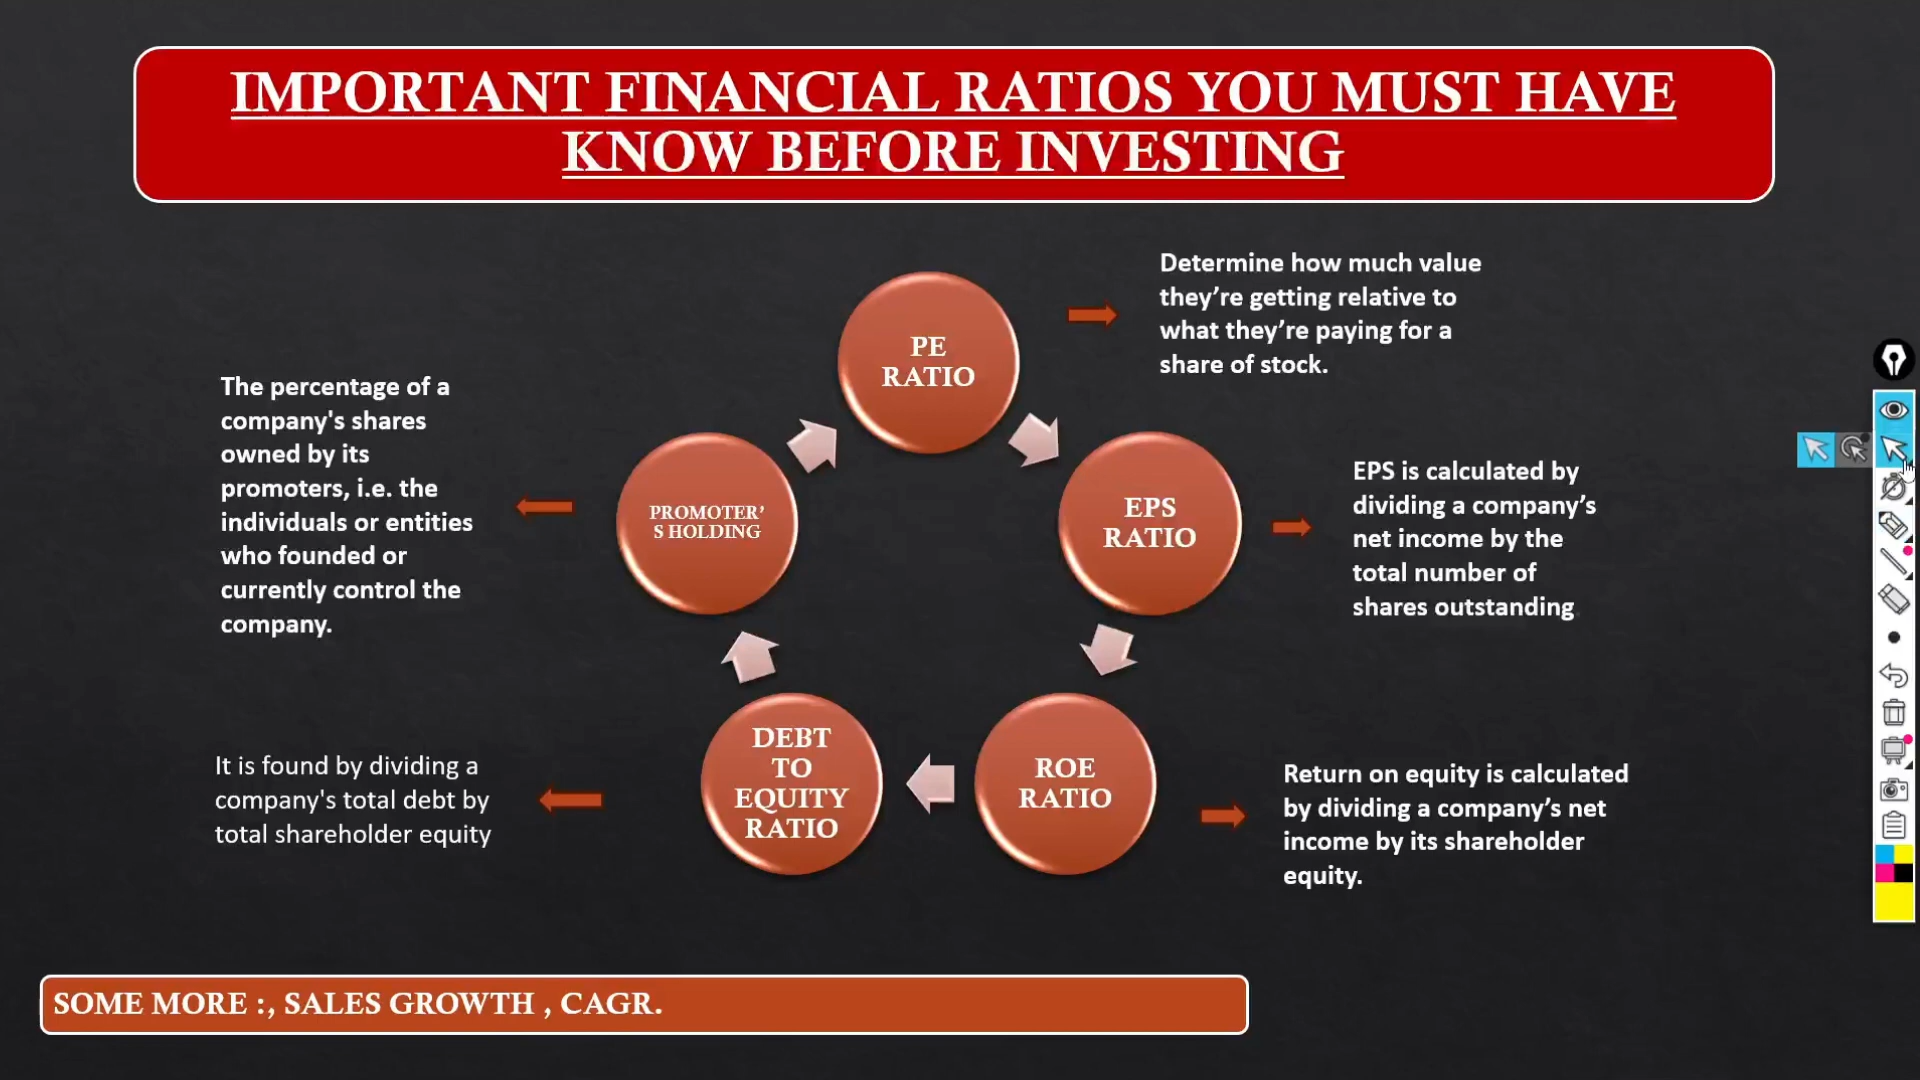 IMPORTANT FINANCIAL RATIOS YOU MUST HAVE
KNOW BEFORE INVESTING
PE
RATIO
Determine how much value
they’re getting relative to
what they’re paying for a
share of stock.
EPS
RATIO
EPS is calculated by
dividing a company’s
net income by the
total number of
shares outstanding
ROE
RATIO
Return on equity is calculated
by dividing a company’s net
income by its shareholder
equity.
DEBT
TO
EQUITY
RATIO
It is found by dividing a
company's total debt by
total shareholder equity
PROMOTER’
S HOLDING
The percentage of a
company's shares
owned by its
promoters, i.e. the
individuals or entities
who founded or
currently control the
company.
SOME MORE :, SALES GROWTH , CAGR.